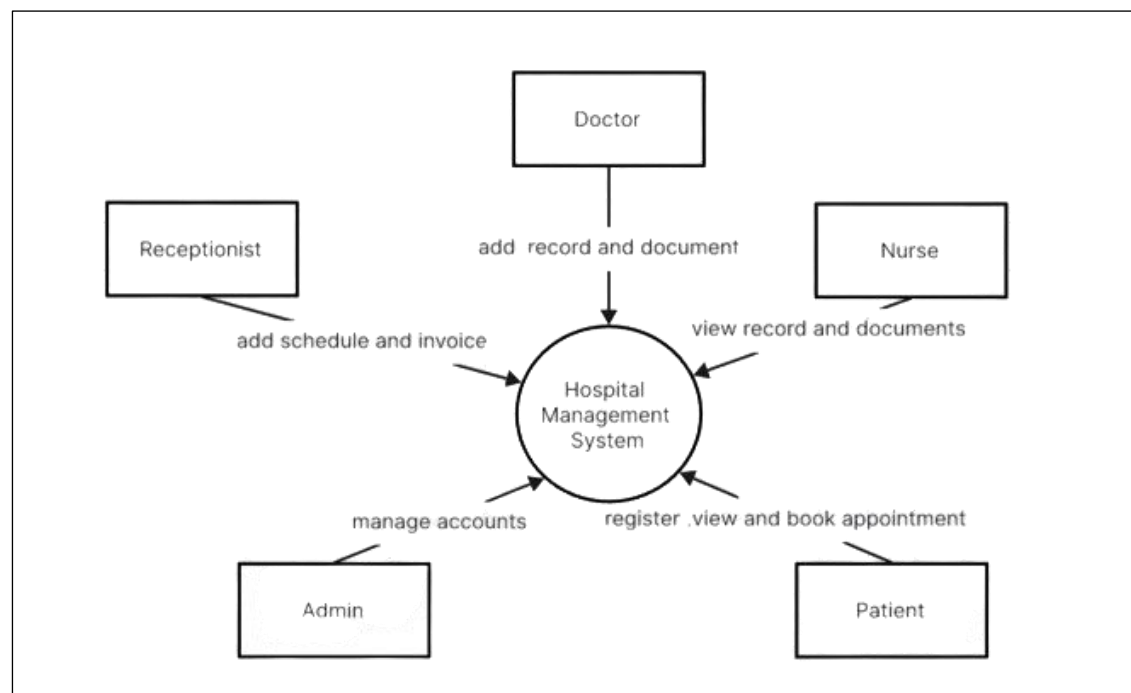 Doctor
Receptionist
Nurse
add record and document
view record and documents
add schedule and invoice
Hospital
Management
System
manage accounts
register ,view and book appointment
Admin
Patient